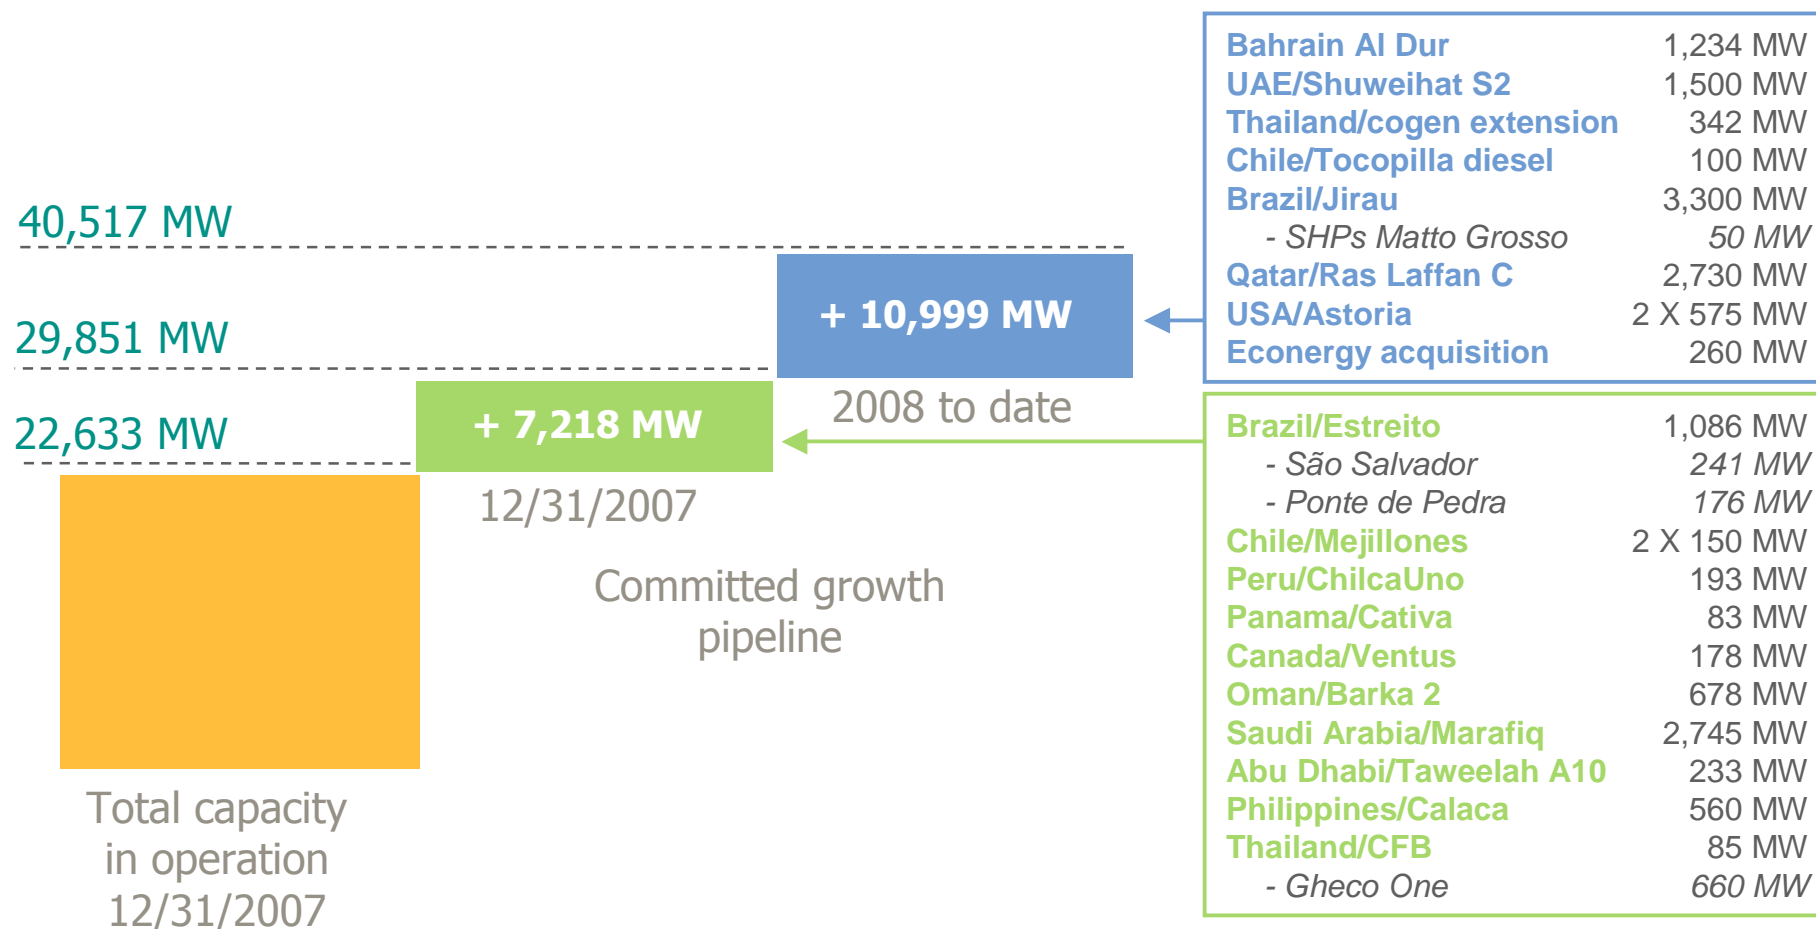 40,517 MW
29,851 MW
22,633 MW
+ 10,999 MW
2008 to date
+ 7,218 MW
12/31/2007
Committed growth
pipeline
Total capacity
in operation
12/31/2007
Bahrain Al Dur 1,234 MW
UAE/Shuweihat S2 1,500 MW
Thailand/cogen extension 342 MW
Chile/Tocopilla diesel 100 MW
Brazil/Jirau 3,300 MW
- SHPs Matto Grosso 50 MW
Qatar/Ras Laffan C 2,730 MW
USA/Astoria 2 X 575 MW
Econergy acquisition 260 MW
Brazil/Estreito 1,086 MW
- São Salvador 241 MW
- Ponte de Pedra 176 MW
Chile/Mejillones 2 X 150 MW
Peru/ChilcaUno 193 MW
Panama/Cativa 83 MW
Canada/Ventus 178 MW
Oman/Barka 2 678 MW
Saudi Arabia/Marafiq 2,745 MW
Abu Dhabi/Taweelah A10 233 MW
Philippines/Calaca 560 MW
Thailand/CFB 85 MW
- Gheco One 660 MW